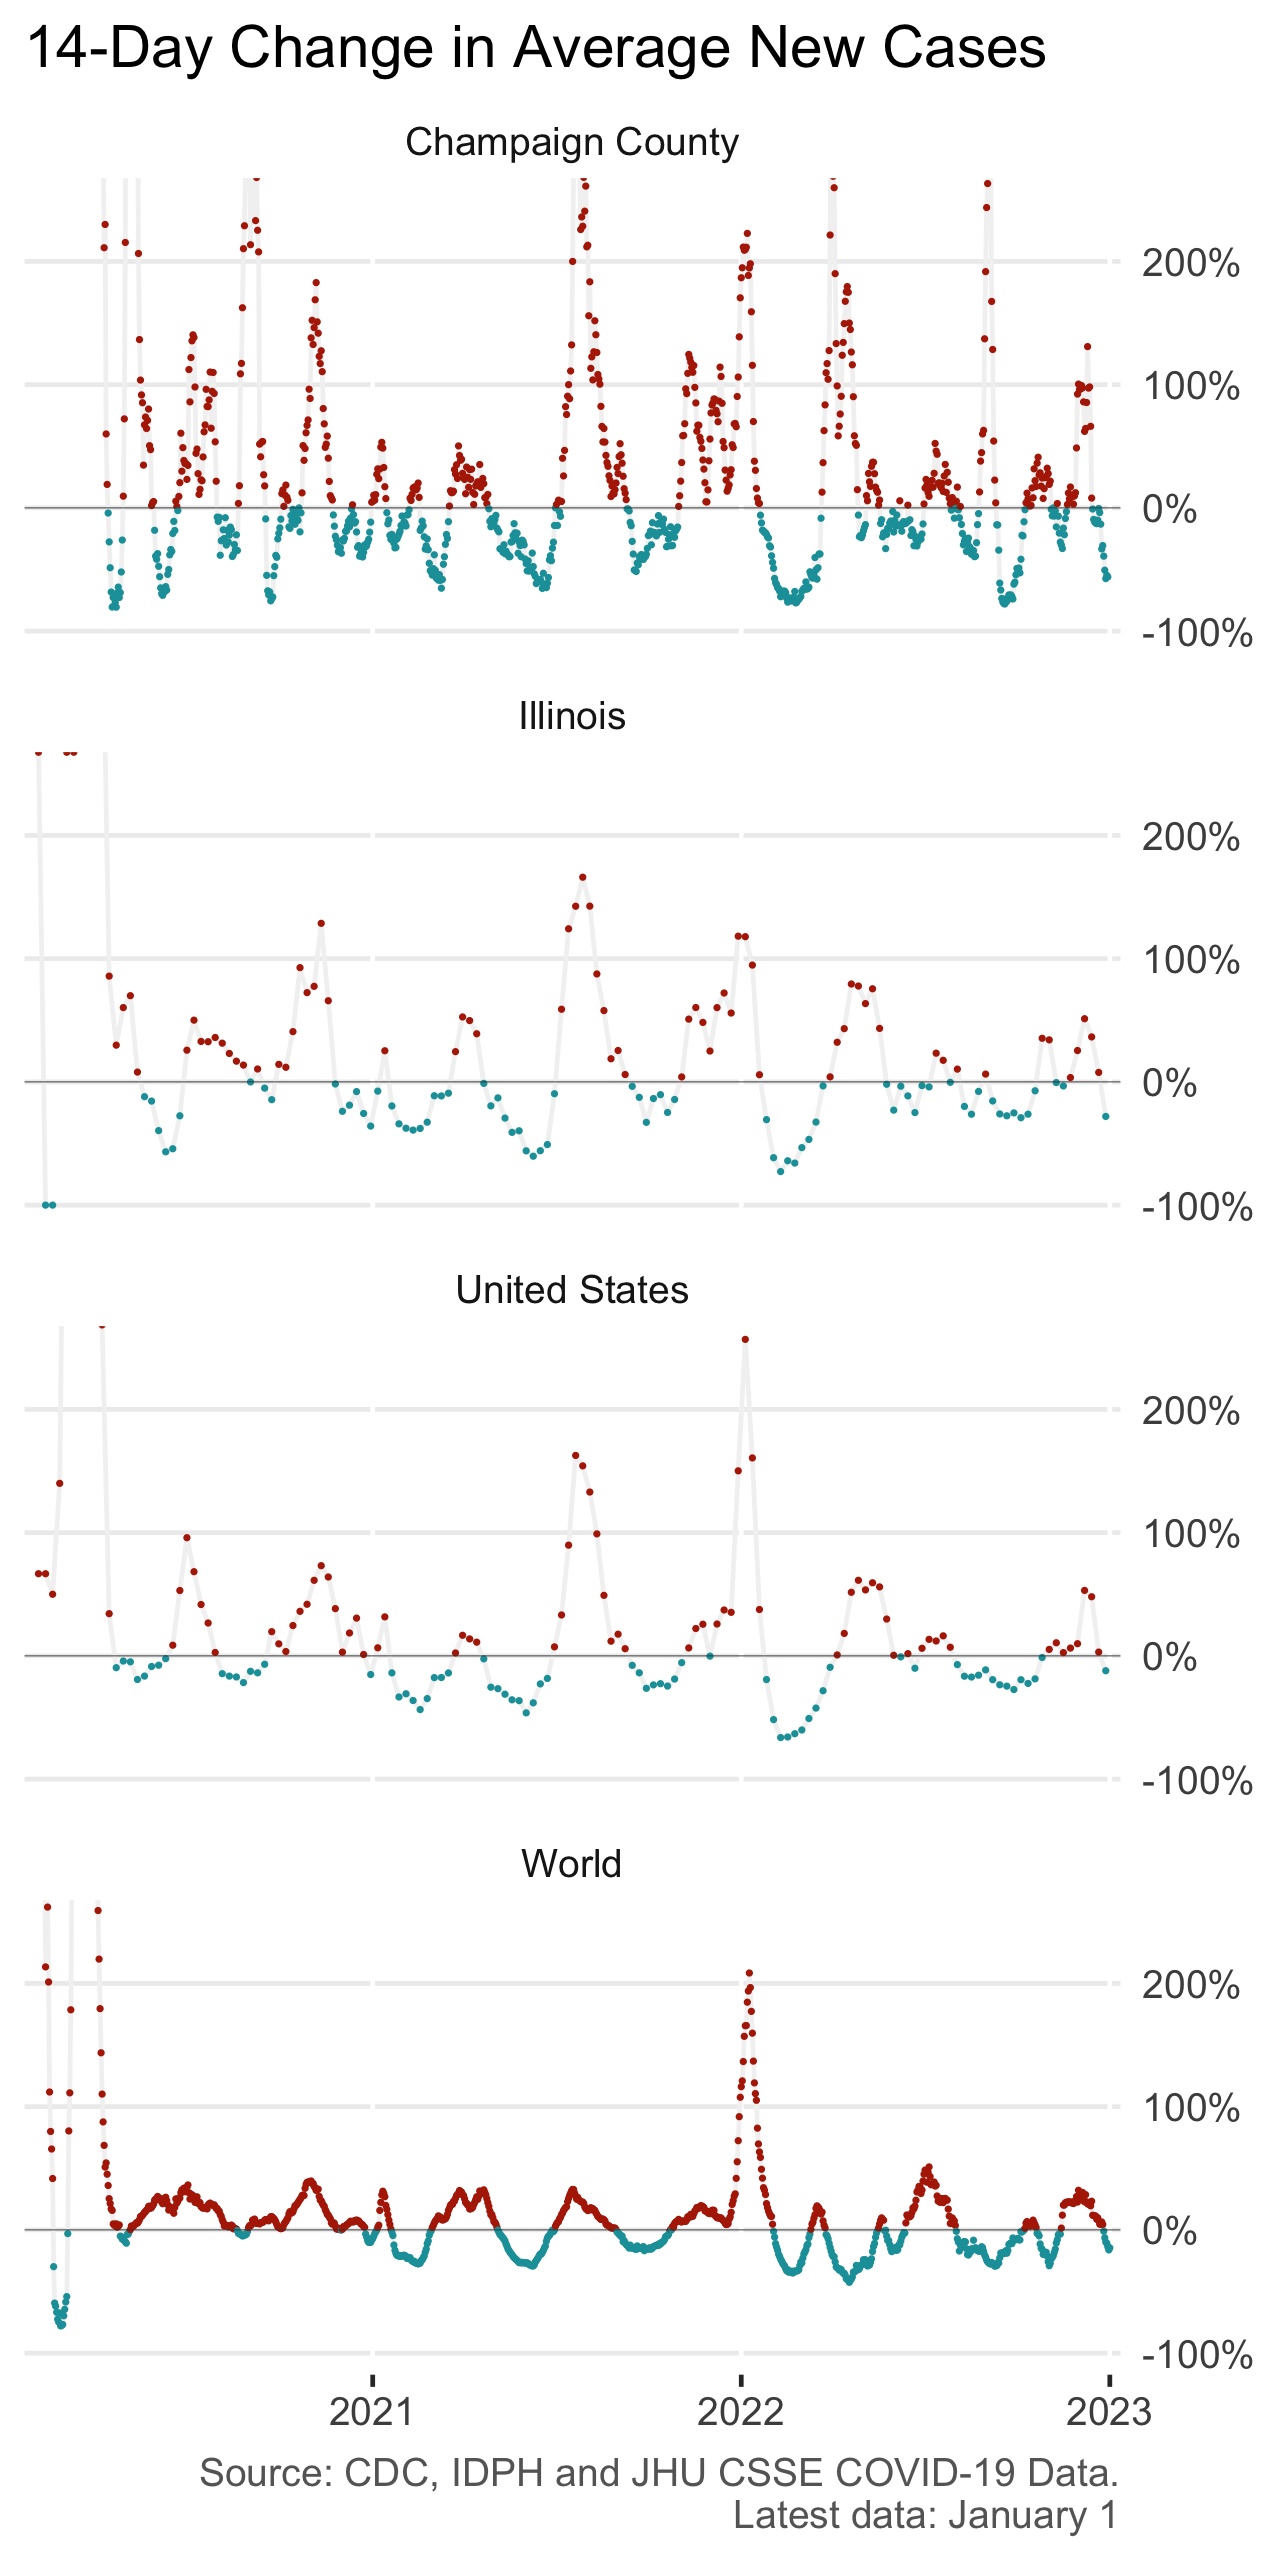 14-Day Change in Average New Cases
Champaign County
200%
100%
0%
-100%
Illinois
200%
100%
0%
-100%
United States
200%
100%
0%
-100%
World
200%
100%
0%
-100%
2021 2022 2023
Source: CDC, IDPH and JHU CSSE COVID-19 Data.
Latest data: January 1